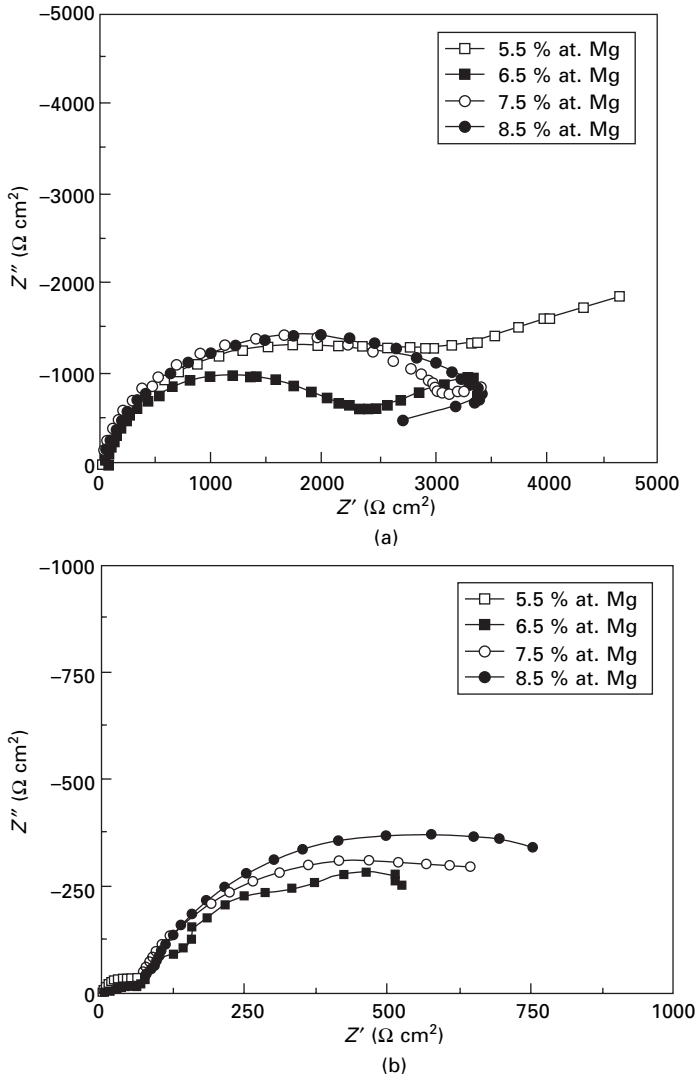 −5000
−4000
−3000
−2000
−1000
0
Z″ (Ω cm²)
5.5 % at. Mg
6.5 % at. Mg
7.5 % at. Mg
8.5 % at. Mg
0 1000 2000 3000 4000 5000
Z′ (Ω cm²)
(a)
−1000
−750
−500
−250
0
Z″ (Ω cm²)
5.5 % at. Mg
6.5 % at. Mg
7.5 % at. Mg
8.5 % at. Mg
0 250 500 750 1000
Z′ (Ω cm²)
(b)